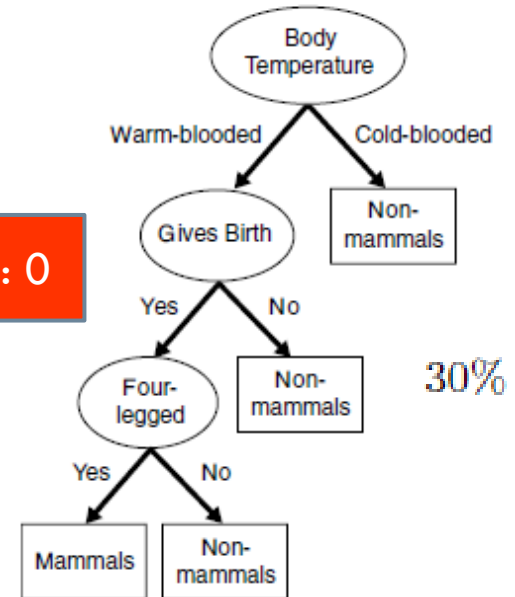 Body
Temperature
Warm-blooded
Cold-blooded
Gives Birth
Non-
mammals
: 0
Yes
No
Four-
legged
Non-
mammals
30%
Yes
No
Mammals
Non-
mammals